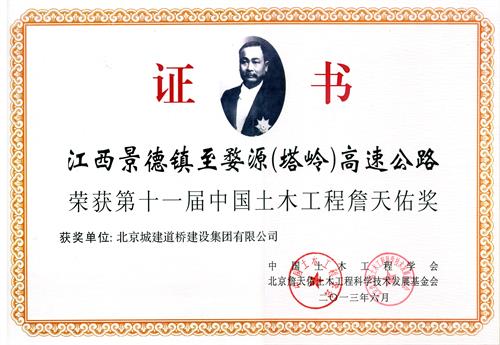 证 书
江西景德镇至婺源(塔岭)高速公路
荣获第十一届中国土木工程詹天佑奖
获奖单位: 北京城建道桥建设集团有限公司
中国土木工程学会
北京詹天佑土木工程科学技术发展基金会
二〇一三年六月